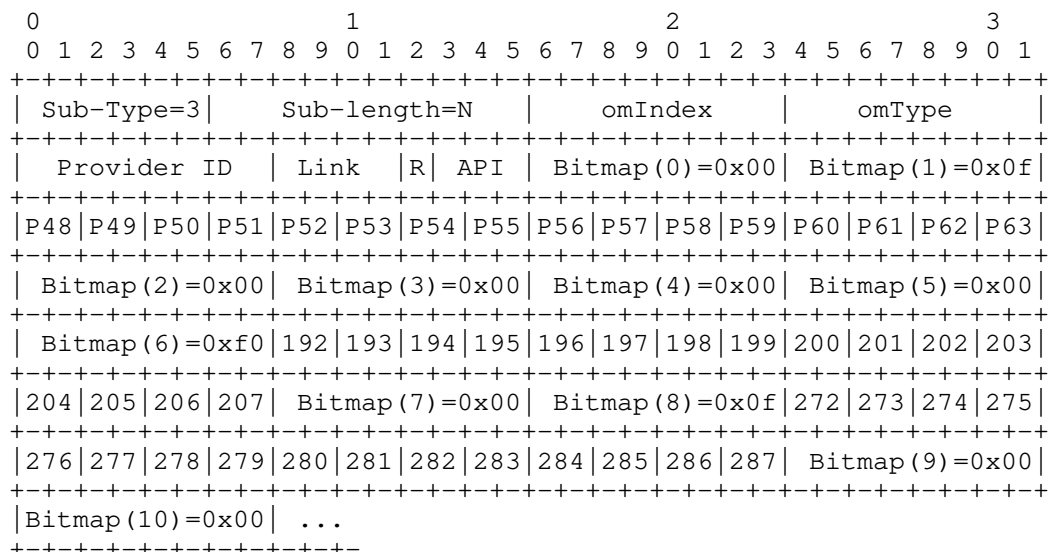 0                   1                   2                   3
 0 1 2 3 4 5 6 7 8 9 0 1 2 3 4 5 6 7 8 9 0 1 2 3 4 5 6 7 8 9 0 1
+-+-+-+-+-+-+-+-+-+-+-+-+-+-+-+-+-+-+-+-+-+-+-+-+-+-+-+-+-+-+-+-+
| Sub-Type=3|    Sub-length=N   |    omIndex    |    omType     |
+-+-+-+-+-+-+-+-+-+-+-+-+-+-+-+-+-+-+-+-+-+-+-+-+-+-+-+-+-+-+-+-+
|  Provider ID  | Link  |R| API | Bitmap(0)=0x00| Bitmap(1)=0x0f|
+-+-+-+-+-+-+-+-+-+-+-+-+-+-+-+-+-+-+-+-+-+-+-+-+-+-+-+-+-+-+-+-+
|P48|P49|P50|P51|P52|P53|P54|P55|P56|P57|P58|P59|P60|P61|P62|P63|
+-+-+-+-+-+-+-+-+-+-+-+-+-+-+-+-+-+-+-+-+-+-+-+-+-+-+-+-+-+-+-+-+
| Bitmap(2)=0x00| Bitmap(3)=0x00| Bitmap(4)=0x00| Bitmap(5)=0x00|
+-+-+-+-+-+-+-+-+-+-+-+-+-+-+-+-+-+-+-+-+-+-+-+-+-+-+-+-+-+-+-+-+
| Bitmap(6)=0xf0|192|193|194|195|196|197|198|199|200|201|202|203|
+-+-+-+-+-+-+-+-+-+-+-+-+-+-+-+-+-+-+-+-+-+-+-+-+-+-+-+-+-+-+-+-+
|204|205|206|207| Bitmap(7)=0x00| Bitmap(8)=0x0f|272|273|274|275|
+-+-+-+-+-+-+-+-+-+-+-+-+-+-+-+-+-+-+-+-+-+-+-+-+-+-+-+-+-+-+-+-+
|276|277|278|279|280|281|282|283|284|285|286|287| Bitmap(9)=0x00|
+-+-+-+-+-+-+-+-+-+-+-+-+-+-+-+-+-+-+-+-+-+-+-+-+-+-+-+-+-+-+-+-+
|Bitmap(10)=0x00| ...
+-+-+-+-+-+-+-+-+-+-